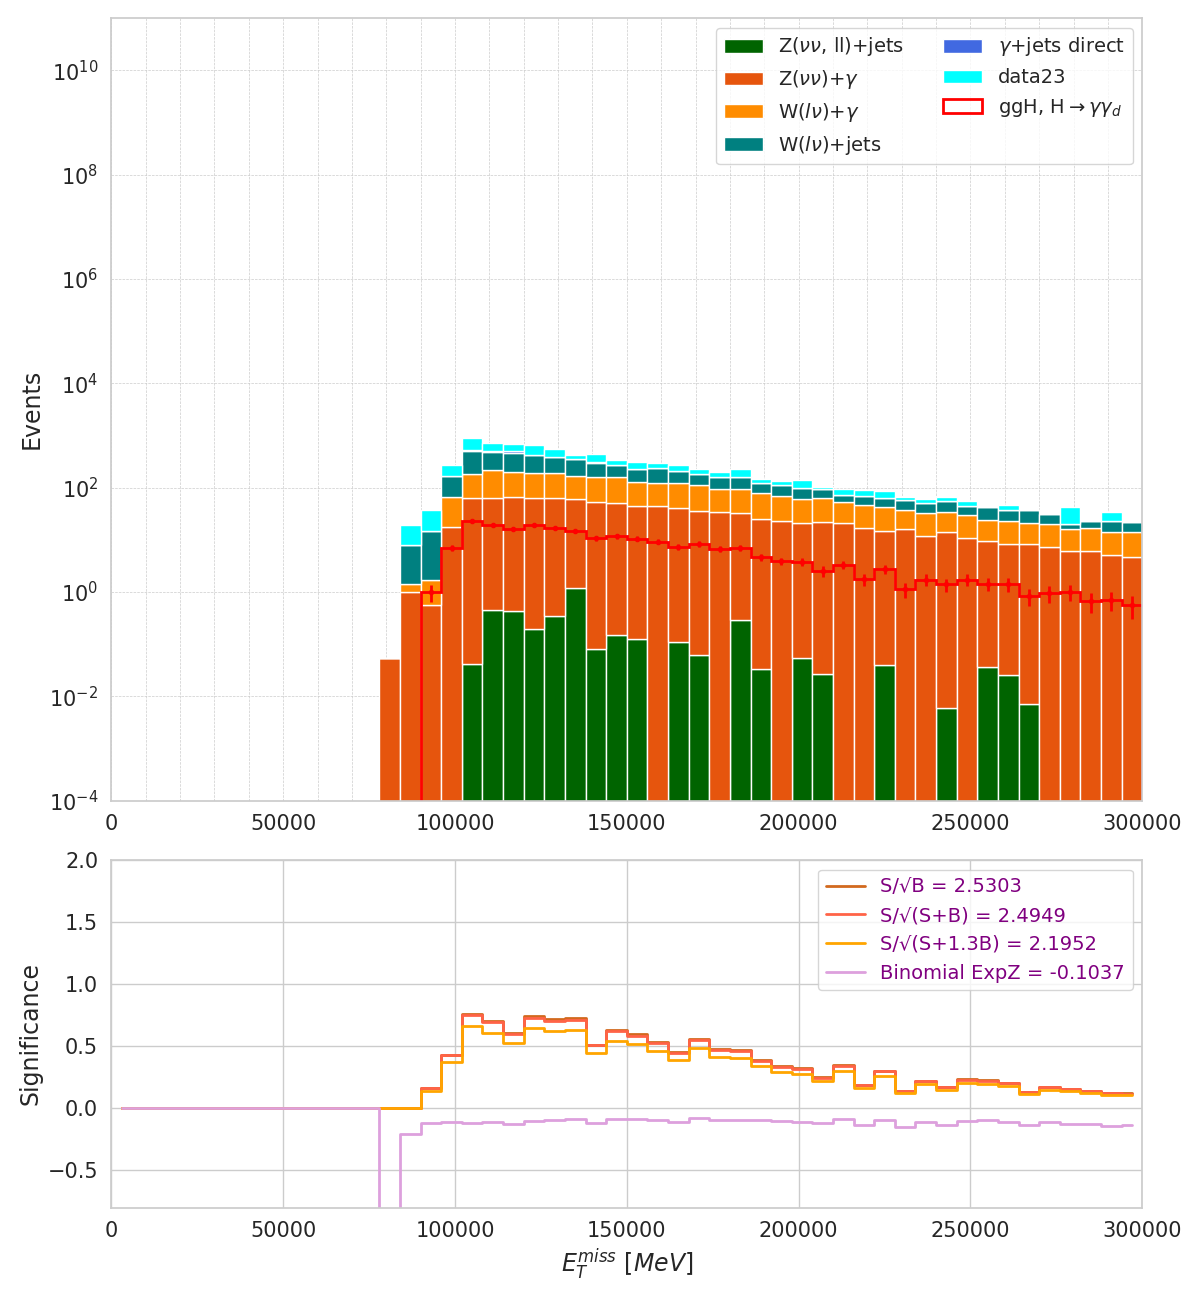 Z(νν, ll)+jets
Z(νν)+γ
W(lν)+γ
W(lν)+jets
γ+jets direct
data23
ggH, H→γγ_d
10^10
10^8
10^6
10^4
10^2
10^0
10^−2
10^−4
Events
0 50000 100000 150000 200000 250000 300000
S/√B = 2.5303
S/√(S+B) = 2.4949
S/√(S+1.3B) = 2.1952
Binomial ExpZ = -0.1037
2.0
1.5
1.0
0.5
0.0
−0.5
Significance
0 50000 100000 150000 200000 250000 300000
E_T^miss [MeV]